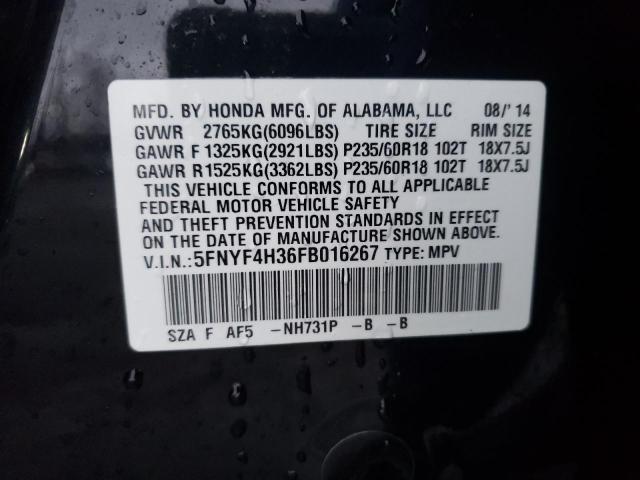 MFD. BY HONDA MFG. OF ALABAMA, LLC 08/'14
GVWR 2765KG(6096LBS) TIRE SIZE RIM SIZE
GAWR F 1325KG(2921LBS) P235/60R18 102T 18X7.5J
GAWR R 1525KG(3362LBS) P235/60R18 102T 18X7.5J
THIS VEHICLE CONFORMS TO ALL APPLICABLE
FEDERAL MOTOR VEHICLE SAFETY
AND THEFT PREVENTION STANDARDS IN EFFECT
ON THE DATE OF MANUFACTURE SHOWN ABOVE.
V.I.N.: 5FNYF4H36FB016267 TYPE: MPV
SZA F AF5 -NH731P -B -B